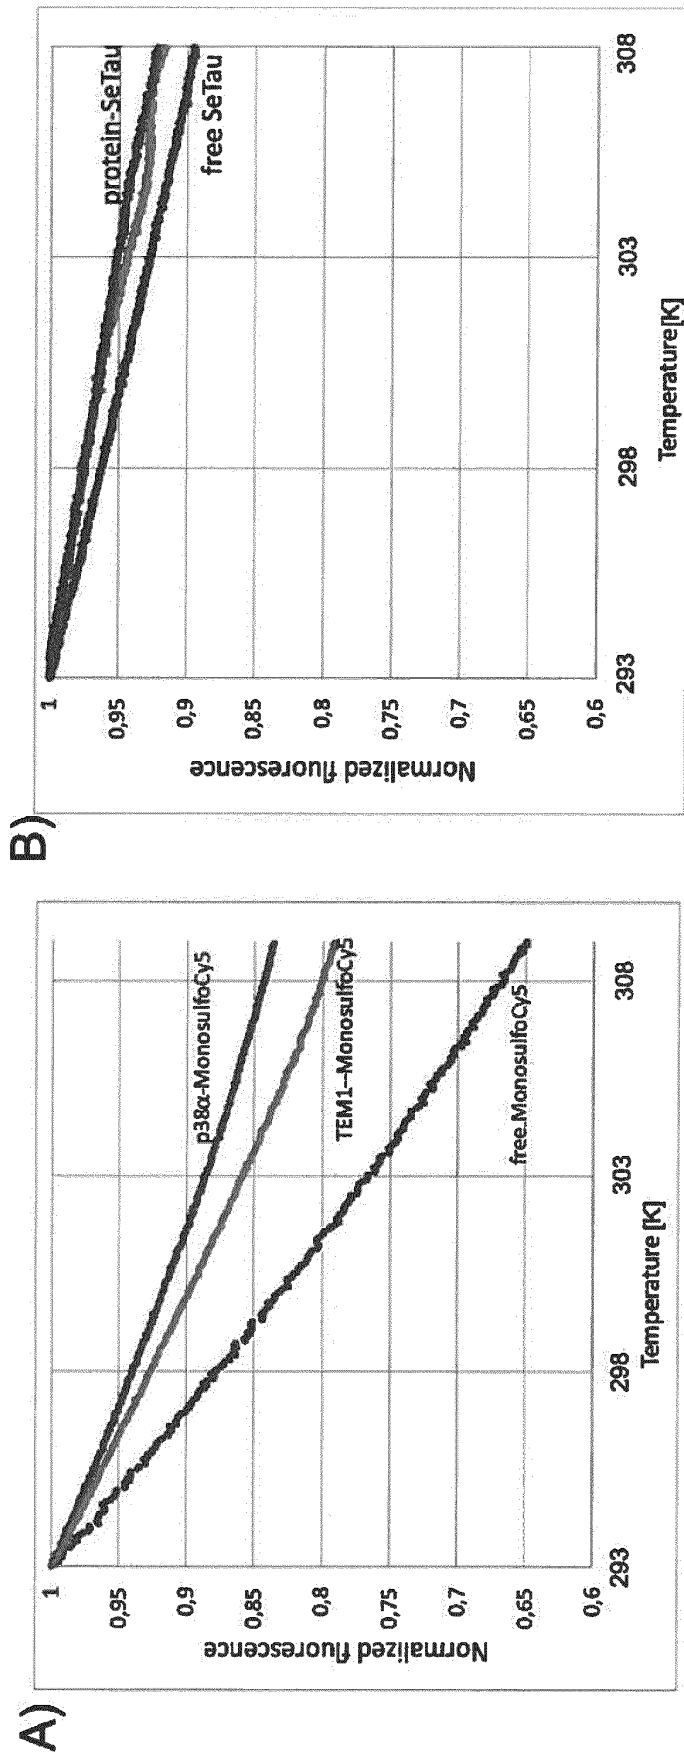 A)
Normalized fluorescence
1
0,95
0,9
0,85
0,8
0,75
0,7
0,65
0,6
293
298
303
308
Temperature [K]
p38α-MonosulfoCy5
TEM1--MonosulfoCy5
free.MonosulfoCy5
B)
Normalized fluorescence
1
0,95
0,9
0,85
0,8
0,75
0,7
0,65
0,6
293
298
303
308
Temperature[K]
protein-SeTau
free SeTau